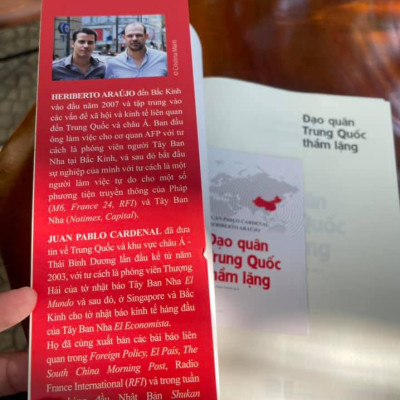 © Cristina Mach
HERIBERTO ARAÚJO đến Bắc Kinh
vào đầu năm 2007 và tập trung vào
các vấn đề xã hội và kinh tế liên quan
đến Trung Quốc và châu Á. Ban đầu
ông làm việc cho cơ quan AFP với tư
cách là phóng viên người Tây Ban
Nha tại Bắc Kinh, và sau đó bắt đầu
sự nghiệp của mình với tư cách là một
người làm việc tự do cho một số
phương tiện truyền thông của Pháp
(M6, France 24, RFI) và Tây Ban
Nha (Notimex, Capital).
JUAN PABLO CARDENAL đã đưa
tin về Trung Quốc và khu vực châu Á -
Thái Bình Dương lần đầu kể từ năm
2003, với tư cách là phóng viên Thượng
Hải của tờ nhật báo Tây Ban Nha El
Mundo và sau đó, ở Singapore và Bắc
Kinh cho tờ nhật báo kinh tế hàng đầu
của Tây Ban Nha El Economista.
Họ đã cùng xuất bản các bài báo liên
quan trong Foreign Policy, El País, The
South China Morning Post, Radio
France International (RFI) và trong tuần
Nhật Bản Shukan
Đạo quân
Trung Quốc
thầm lặng
JUAN PABLO CARDENAL
HERIBERTO ARAÚJO
Đạo quân
Trung Quốc
thầm lặng